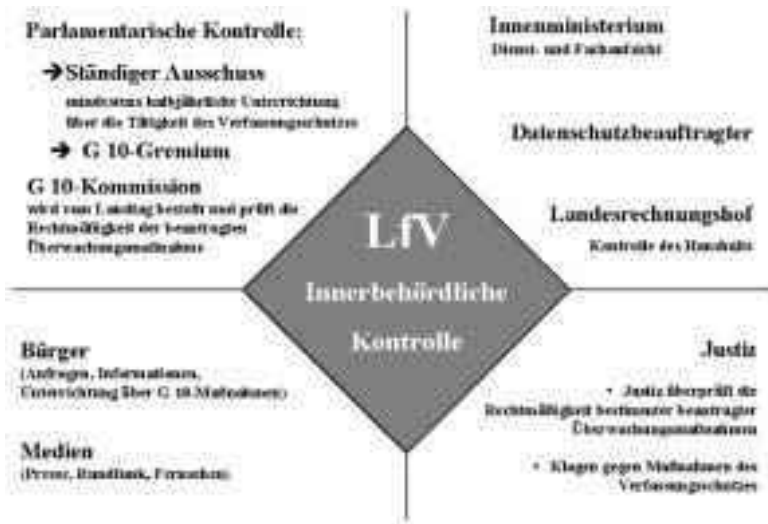 Parlamentarische Kontrolle:
➔ Ständiger Ausschuss
mindestens halbjährliche Unterrichtung
über die Tätigkeit des Verfassungsschutzes
➔ G 10-Gremium
G 10-Kommission
wird vom Landtag bestellt und prüft die
Rechtmäßigkeit der beantragten
Überwachungsmaßnahme
Innenministerium
Dienst- und Fachaufsicht
Datenschutzbeauftragter
Landesrechnungshof
Kontrolle des Haushalts
LfV
Innerbehördliche
Kontrolle
Bürger
(Anfragen, Informationen,
Unterrichtung über G 10-Maßnahmen)
Medien
(Presse, Rundfunk, Fernsehen)
Justiz
• Justiz überprüft die
Rechtmäßigkeit bestimmter beantragter
Überwachungsmaßnahmen
• Klagen gegen Maßnahmen des
Verfassungsschutzes